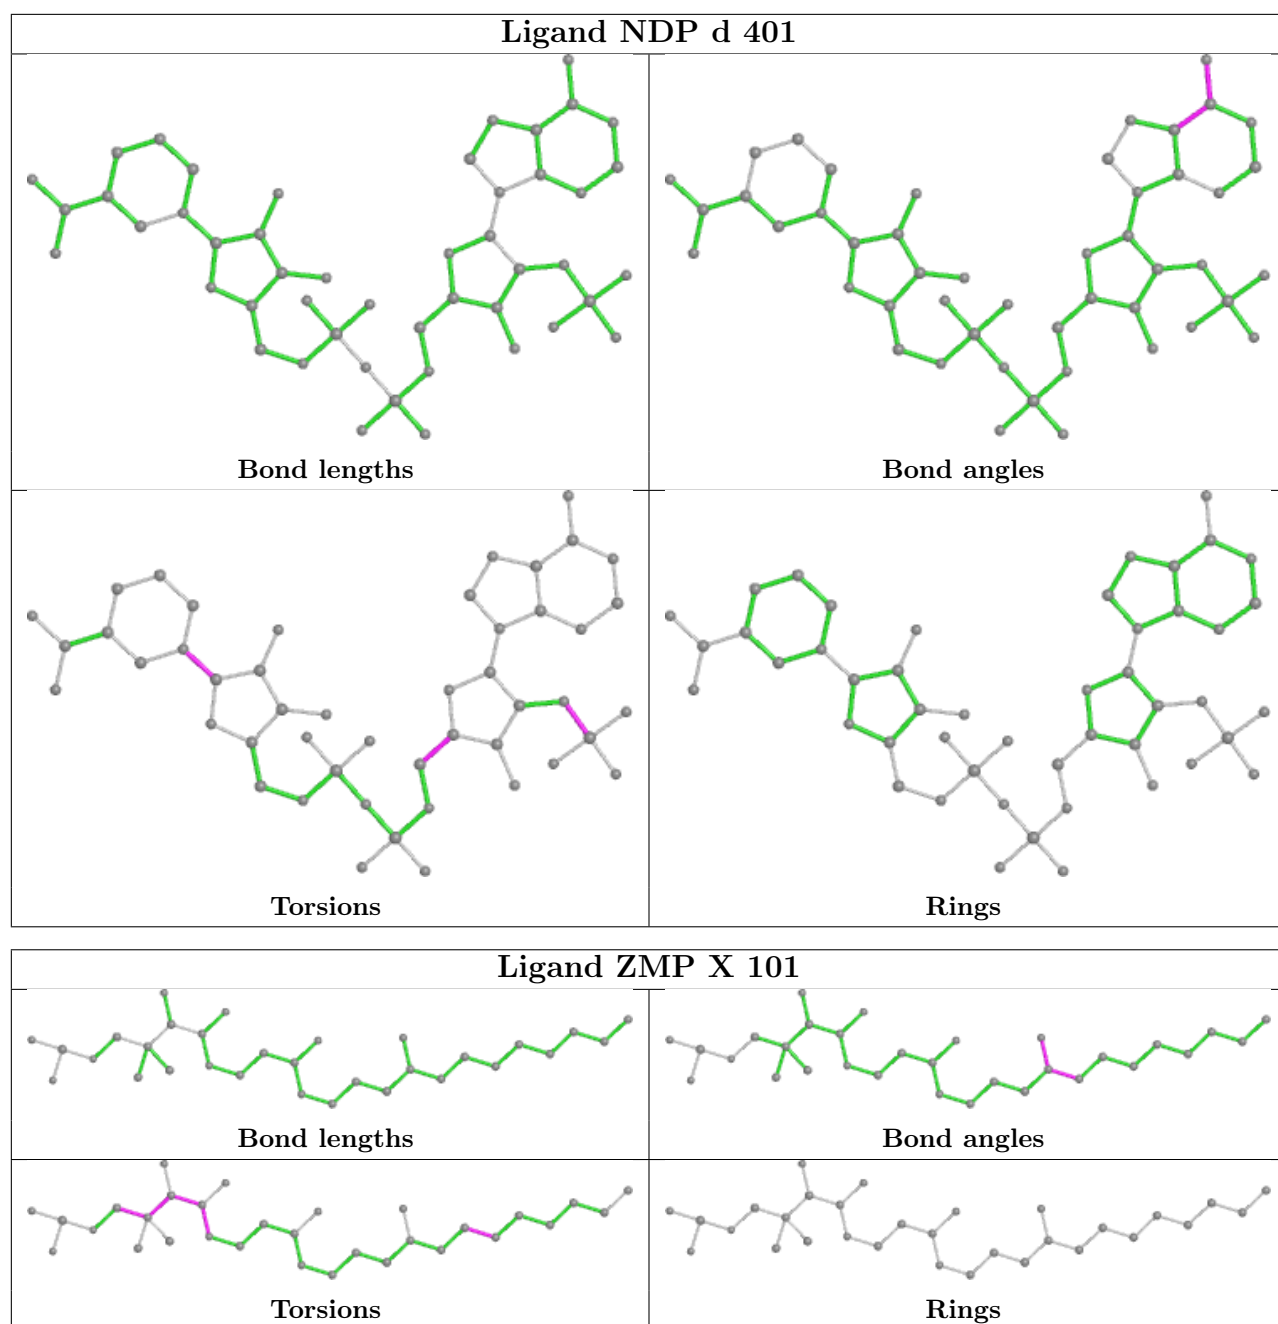 Ligand NDP d 401
Bond lengths
Bond angles
Torsions
Rings
Ligand ZMP X 101
Bond lengths
Bond angles
Torsions
Rings